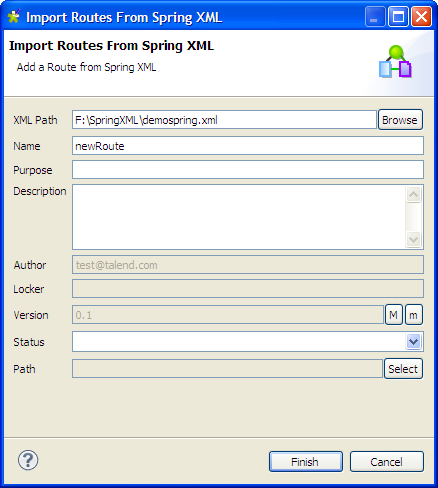 Import Routes From Spring XML
Import Routes From Spring XML
Add a Route from Spring XML
XML Path F:\SpringXML\demospring.xml Browse
Name newRoute
Purpose
Description
Author test@talend.com
Locker
Version 0.1 M m
Status
Path Select
? Finish Cancel